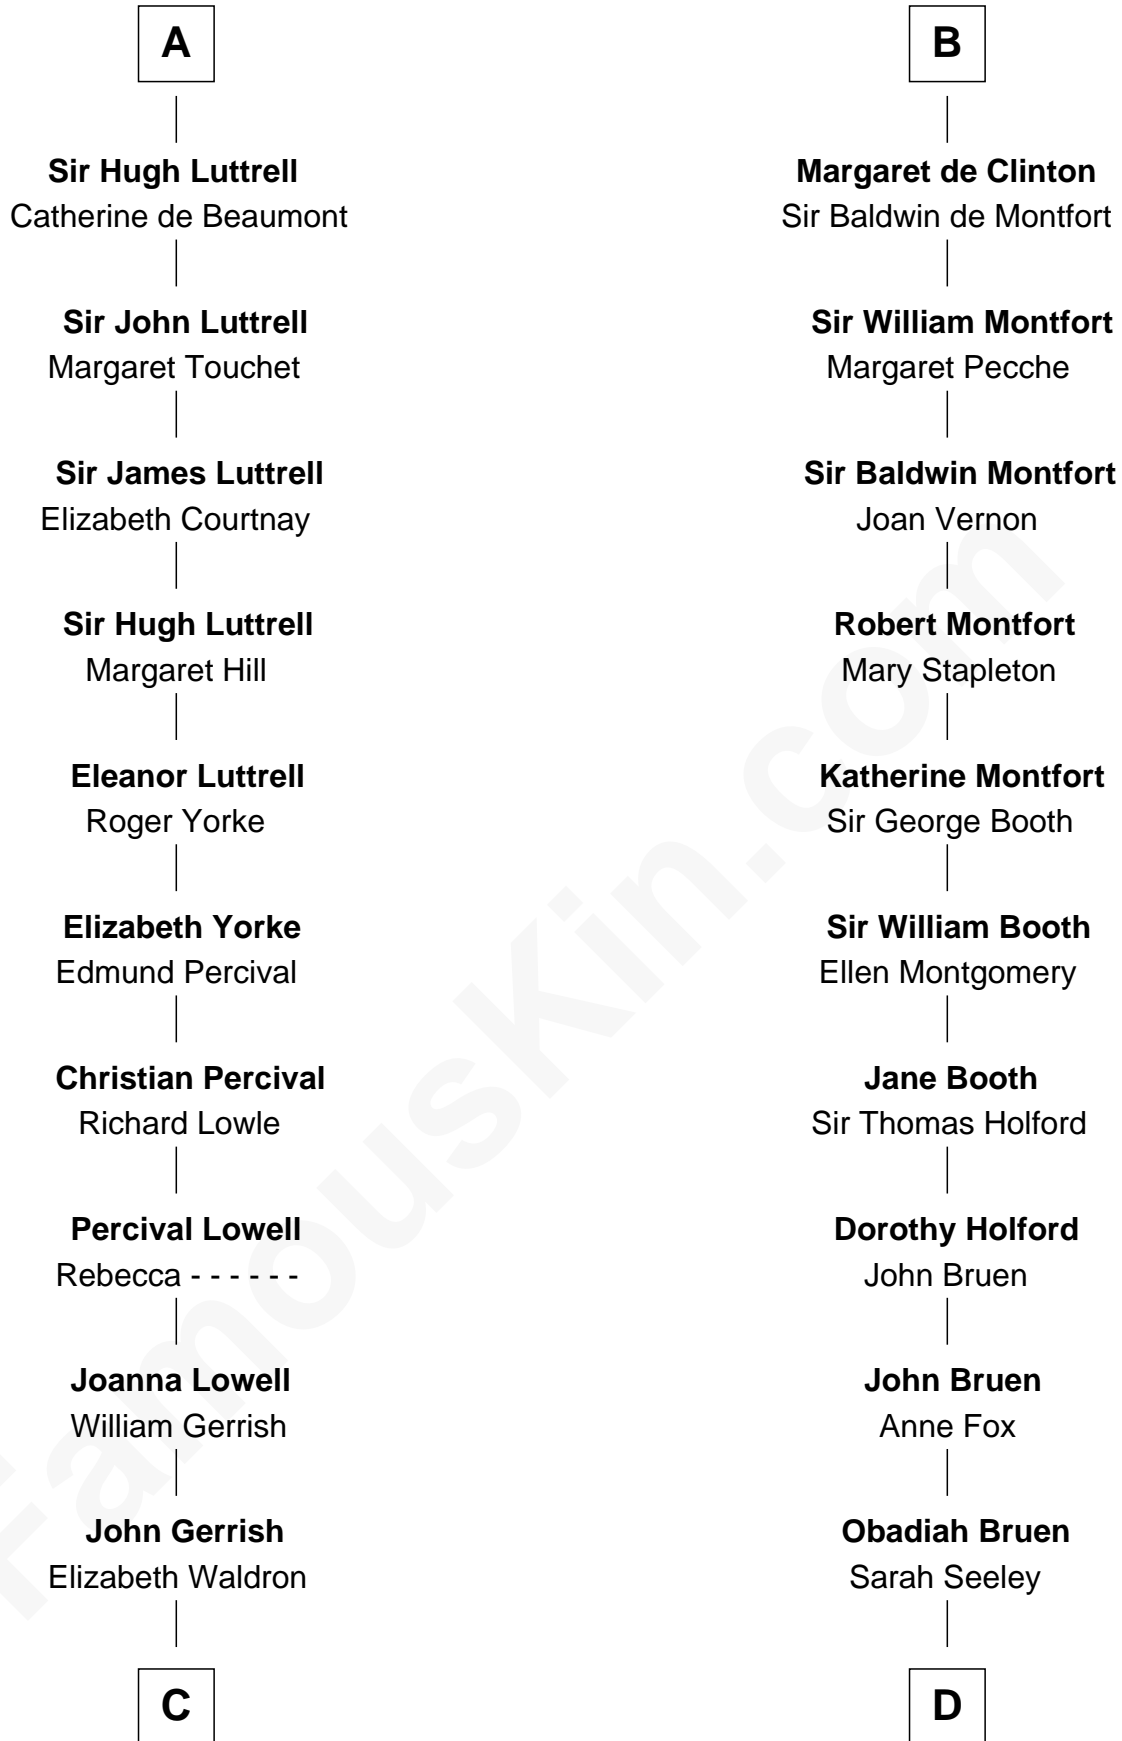 A
Sir Hugh Luttrell
Catherine de Beaumont
Sir John Luttrell
Margaret Touchet
Sir James Luttrell
Elizabeth Courtnay
Sir Hugh Luttrell
Margaret Hill
Eleanor Luttrell
Roger Yorke
Elizabeth Yorke
Edmund Percival
Christian Percival
Richard Lowle
Percival Lowell
Rebecca - - - - - -
Joanna Lowell
William Gerrish
John Gerrish
Elizabeth Waldron
C
B
Margaret de Clinton
Sir Baldwin de Montfort
Sir William Montfort
Margaret Pecche
Sir Baldwin Montfort
Joan Vernon
Robert Montfort
Mary Stapleton
Katherine Montfort
Sir George Booth
Sir William Booth
Ellen Montgomery
Jane Booth
Sir Thomas Holford
Dorothy Holford
John Bruen
John Bruen
Anne Fox
Obadiah Bruen
Sarah Seeley
D
FamousKin.com